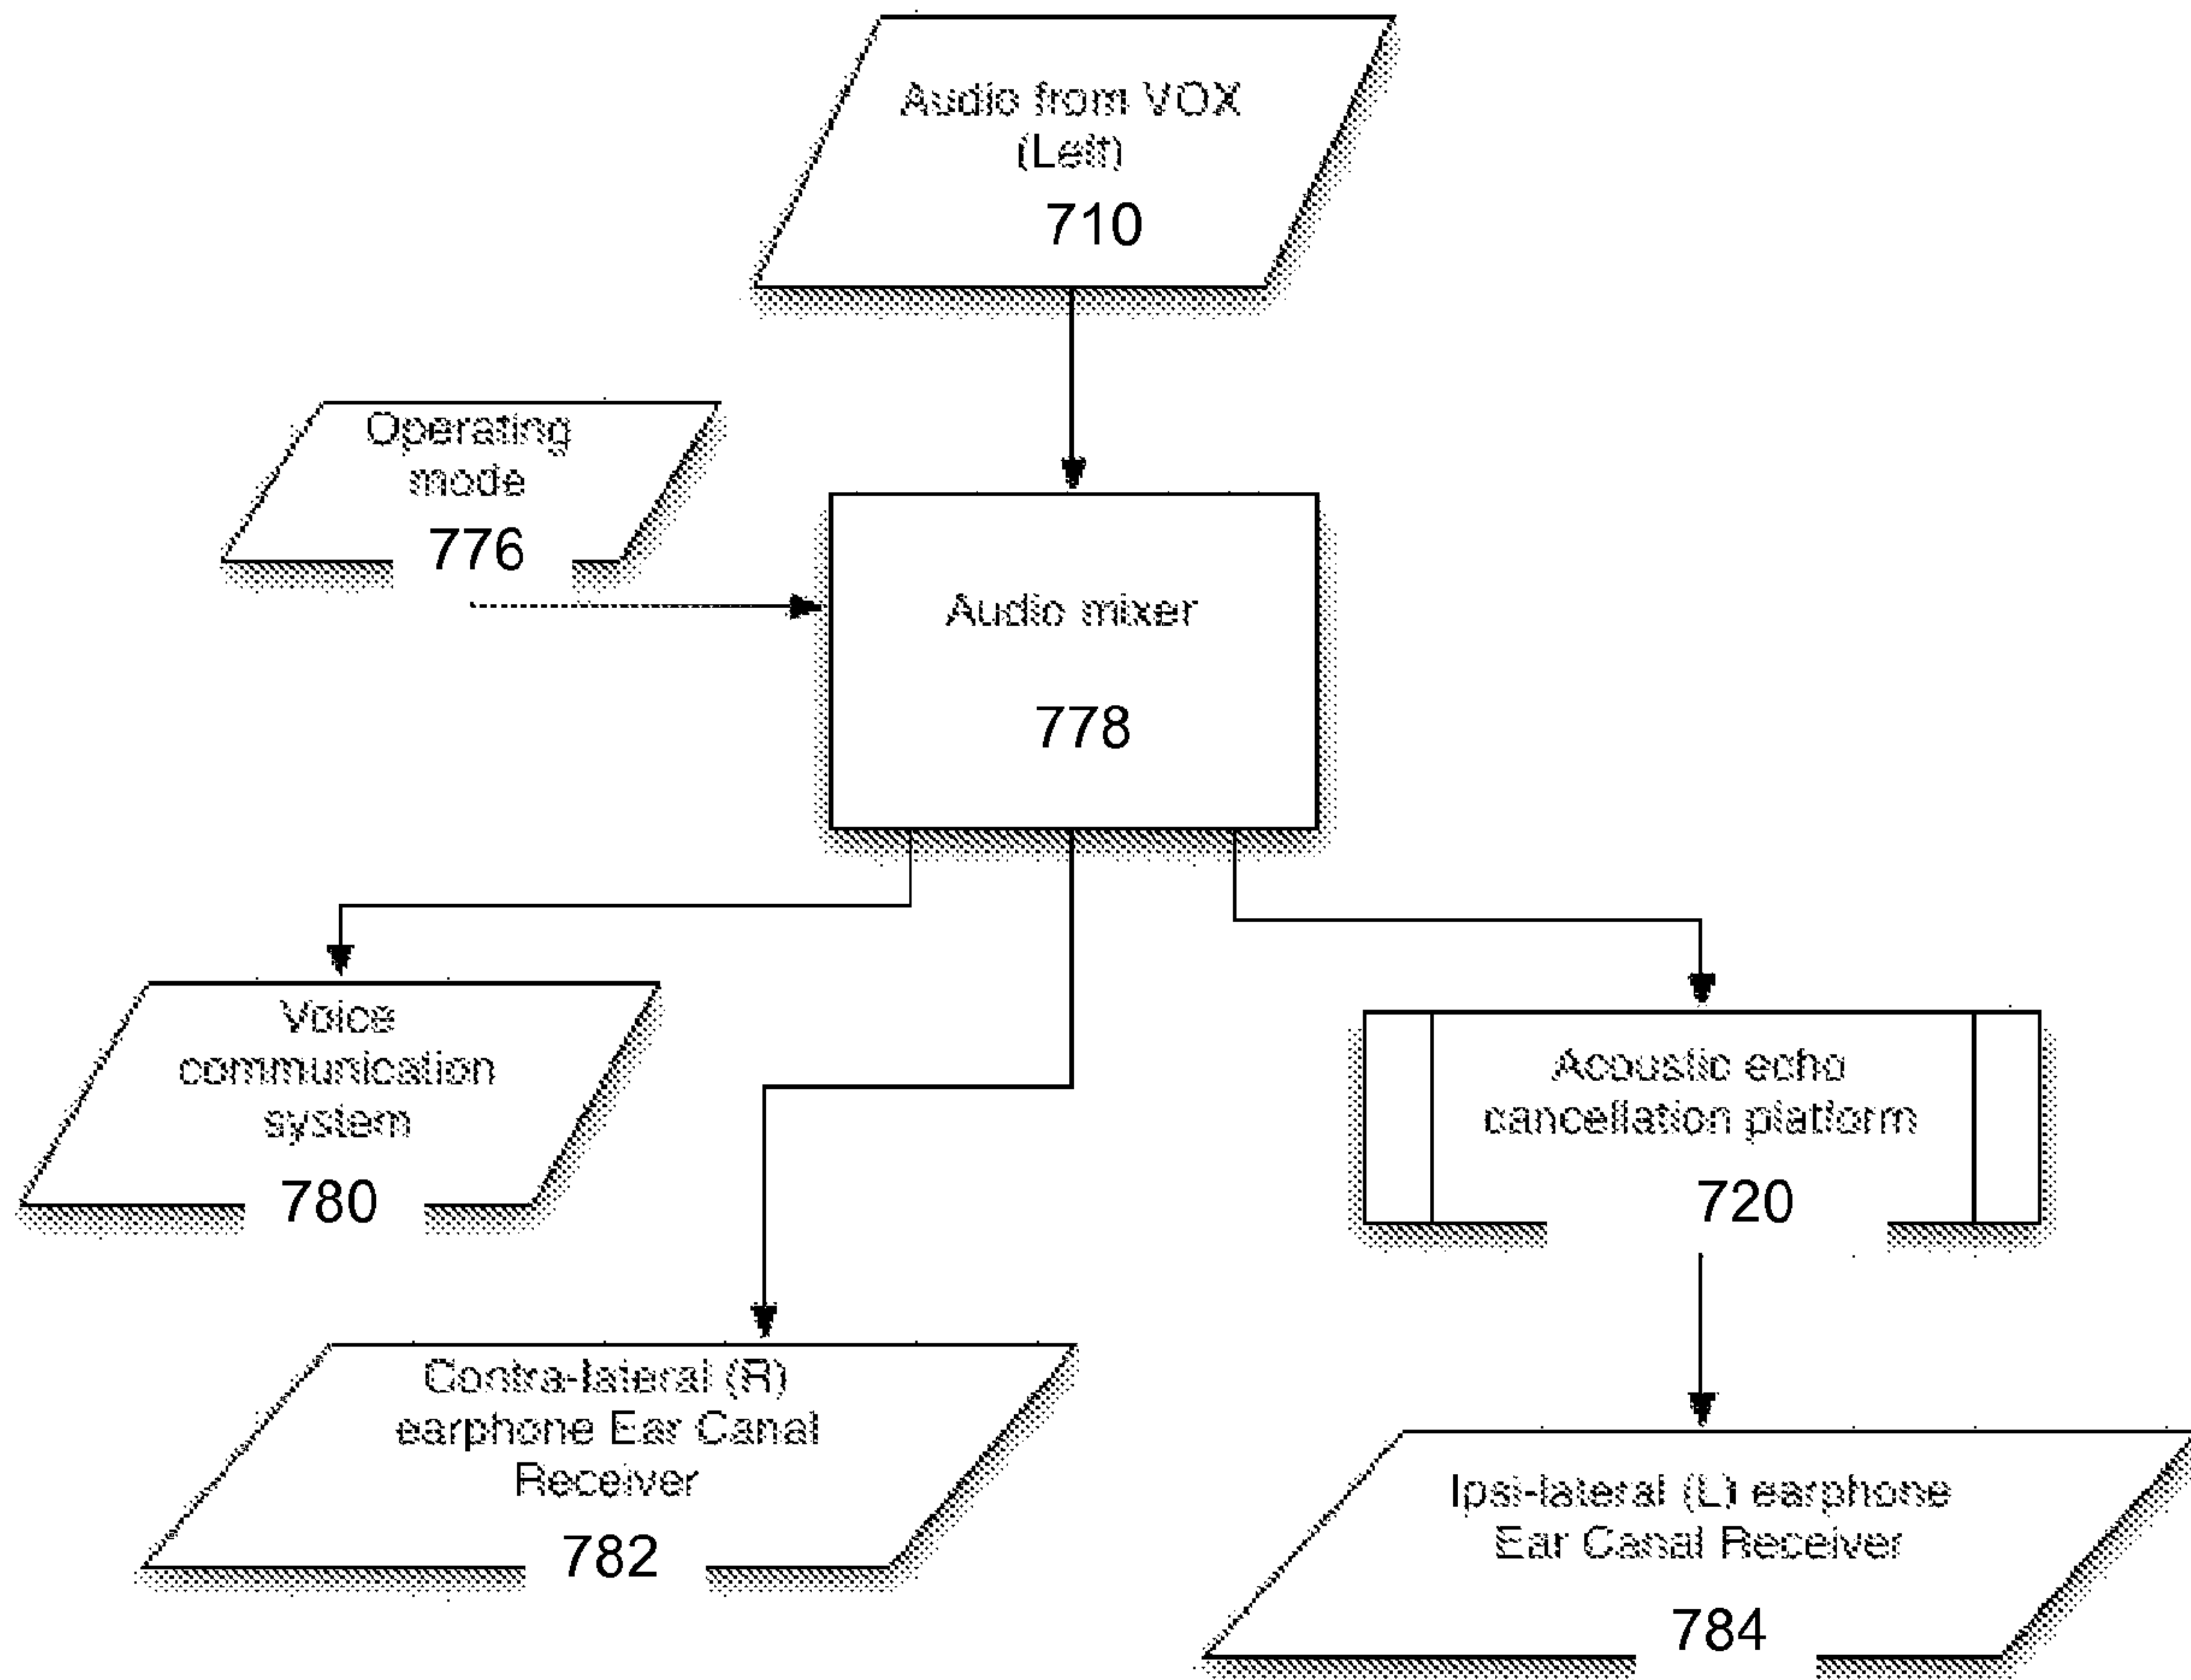 Audio from VOX
(Left)
710
Operating
mode
776
Audio mixer
778
Voice
communication
system
780
Acoustic echo
cancellation platform
720
Contra-lateral (R)
earphone Ear Canal
Receiver
782
Ipsi-lateral (L) earphone
Ear Canal Receiver
784